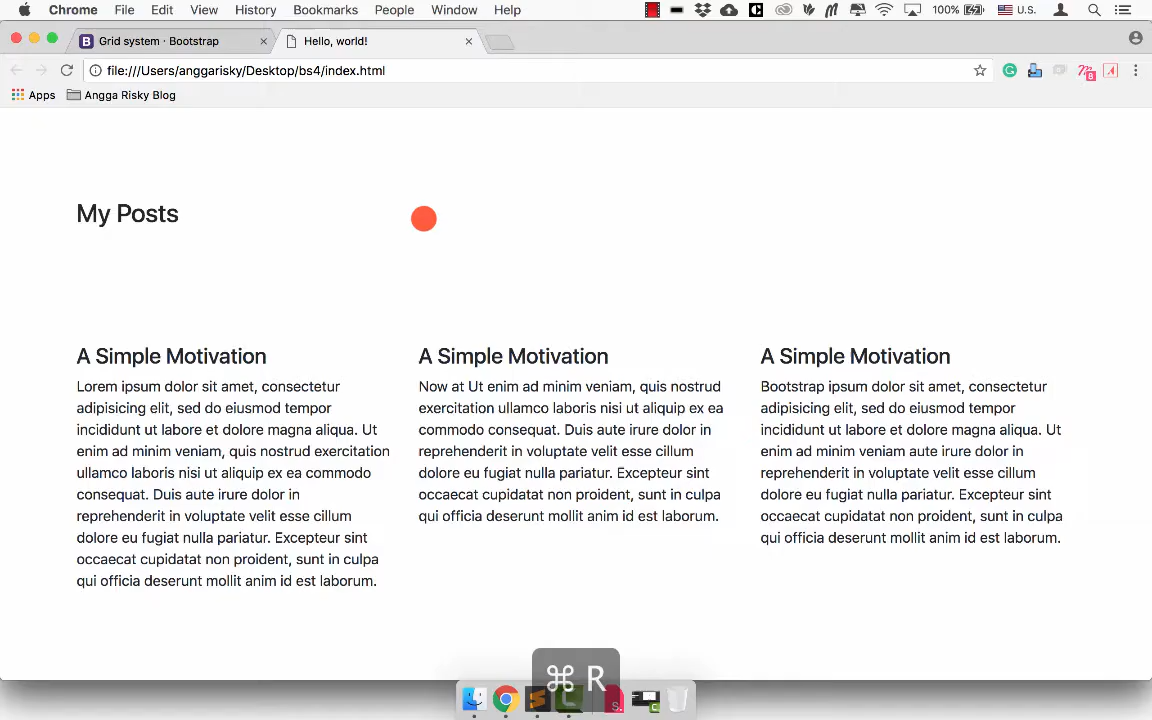 Chrome File Edit View History Bookmarks People Window Help 100% U.S.
Grid system · Bootstrap Hello, world!
file:///Users/anggarisky/Desktop/bs4/index.html
Apps Angga Risky Blog
My Posts
A Simple Motivation
Lorem ipsum dolor sit amet, consectetur
adipisicing elit, sed do eiusmod tempor
incididunt ut labore et dolore magna aliqua. Ut
enim ad minim veniam, quis nostrud exercitation
ullamco laboris nisi ut aliquip ex ea commodo
consequat. Duis aute irure dolor in
reprehenderit in voluptate velit esse cillum
dolore eu fugiat nulla pariatur. Excepteur sint
occaecat cupidatat non proident, sunt in culpa
qui officia deserunt mollit anim id est laborum.
A Simple Motivation
Now at Ut enim ad minim veniam, quis nostrud
exercitation ullamco laboris nisi ut aliquip ex ea
commodo consequat. Duis aute irure dolor in
reprehenderit in voluptate velit esse cillum
dolore eu fugiat nulla pariatur. Excepteur sint
occaecat cupidatat non proident, sunt in culpa
qui officia deserunt mollit anim id est laborum.
A Simple Motivation
Bootstrap ipsum dolor sit amet, consectetur
adipisicing elit, sed do eiusmod tempor
incididunt ut labore et dolore magna aliqua. Ut
enim ad minim veniam aute irure dolor in
reprehenderit in voluptate velit esse cillum
dolore eu fugiat nulla pariatur. Excepteur sint
occaecat cupidatat non proident, sunt in culpa
qui officia deserunt mollit anim id est laborum.
⌘ R